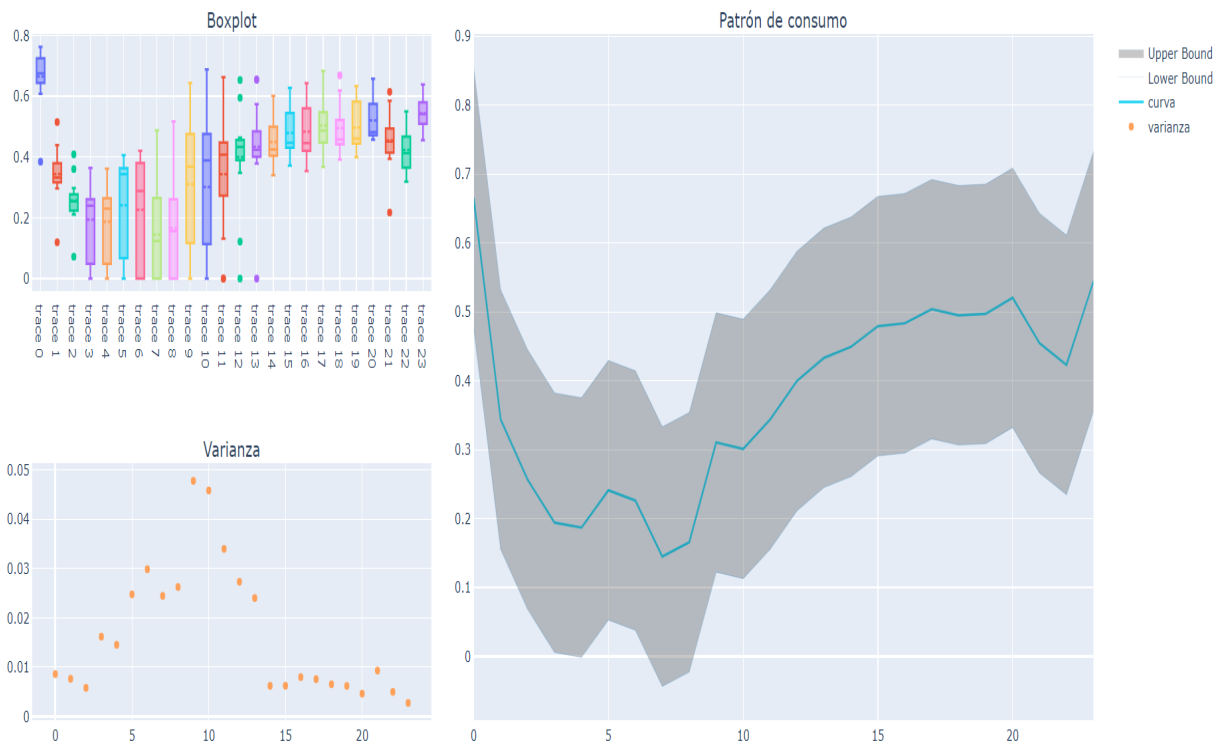 Boxplot
0.8
0.6
0.4
0.2
0
trace 0
trace 1
trace 2
trace 3
trace 4
trace 5
trace 6
trace 7
trace 8
trace 9
trace 10
trace 11
trace 12
trace 13
trace 14
trace 15
trace 16
trace 17
trace 18
trace 19
trace 20
trace 21
trace 22
trace 23
Varianza
0.05
0.04
0.03
0.02
0.01
0
0 5 10 15 20
Patrón de consumo
0.9
0.8
0.7
0.6
0.5
0.4
0.3
0.2
0.1
0
0 5 10 15 20
Upper Bound
Lower Bound
curva
varianza